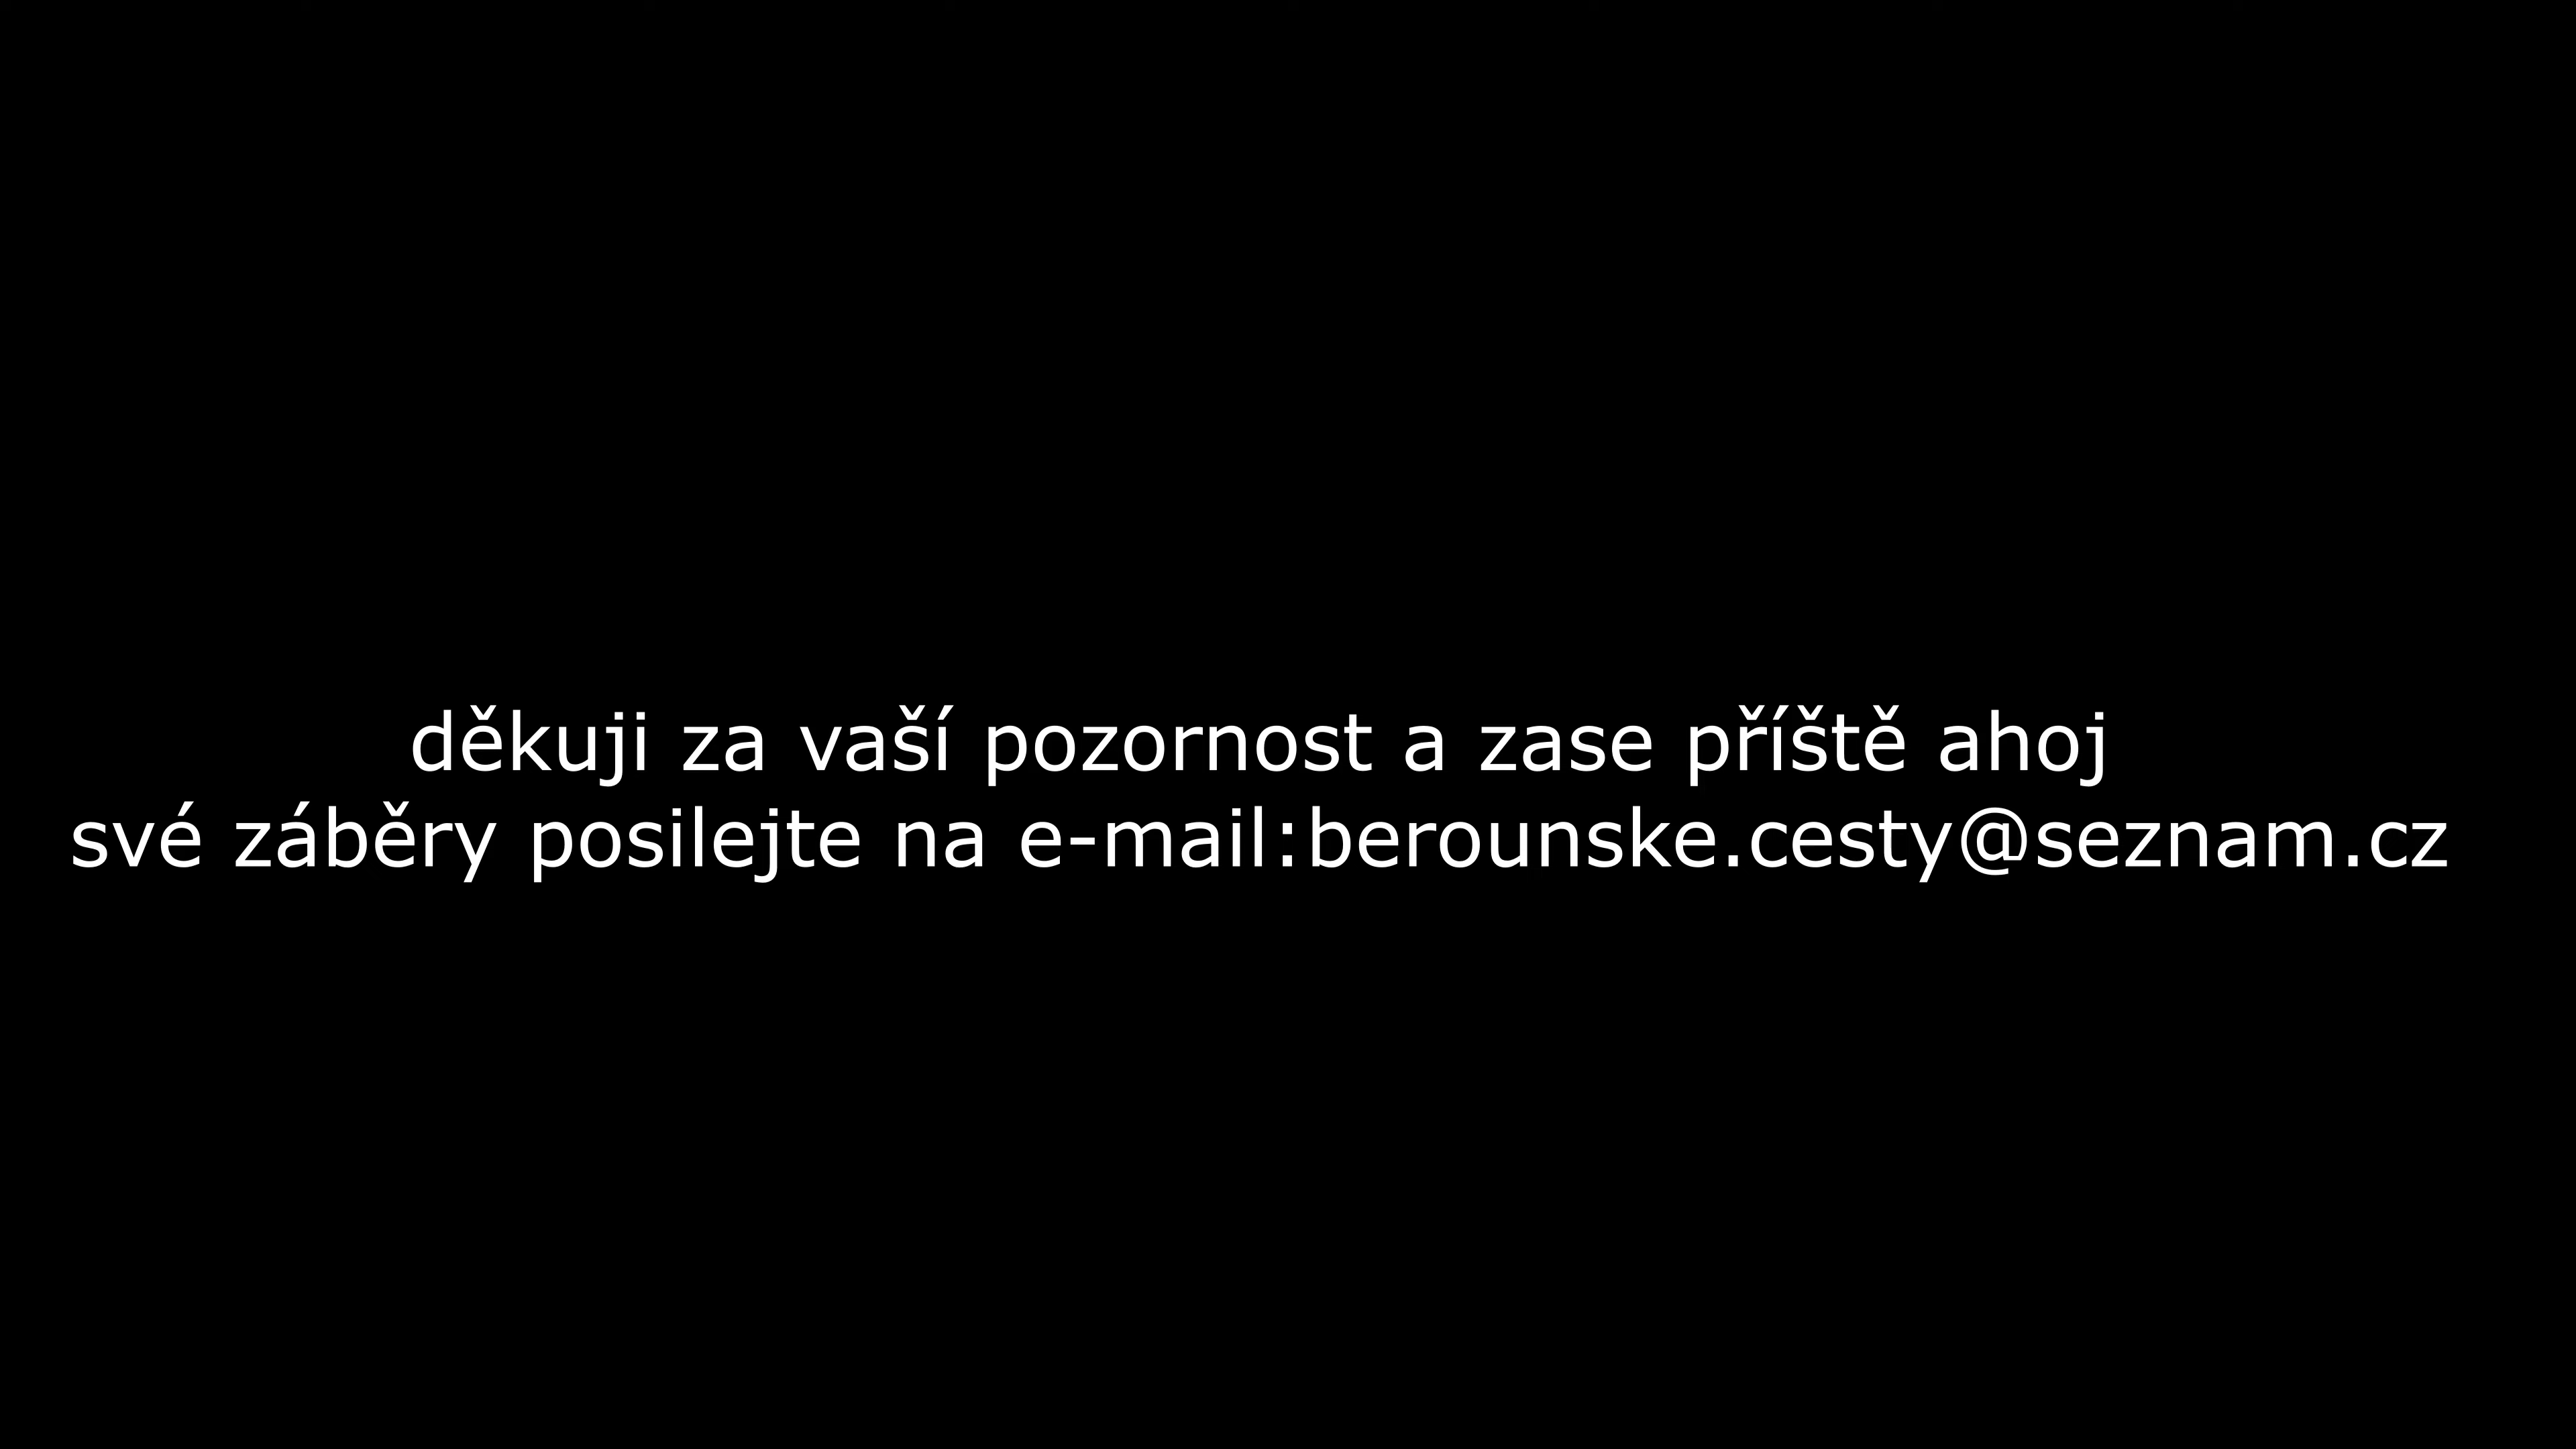 děkuji za vaší pozornost a zase příště ahoj
své záběry posilejte na e-mail:berounske.cesty@seznam.cz